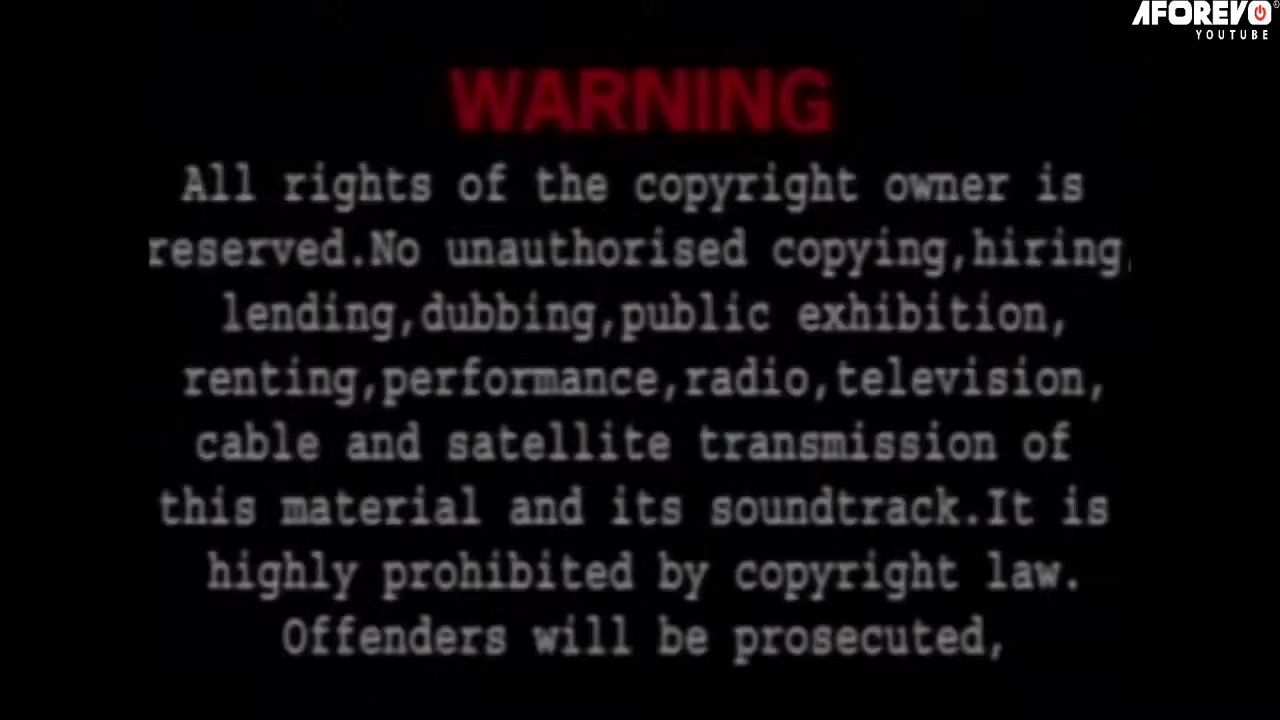 AFOREVO
YOUTUBE
WARNING
All rights of the copyright owner is
reserved.No unauthorised copying,hiring,
lending,dubbing,public exhibition,
renting,performance,radio,television,
cable and satellite transmission of
this material and its soundtrack.It is
highly prohibited by copyright law.
Offenders will be prosecuted,